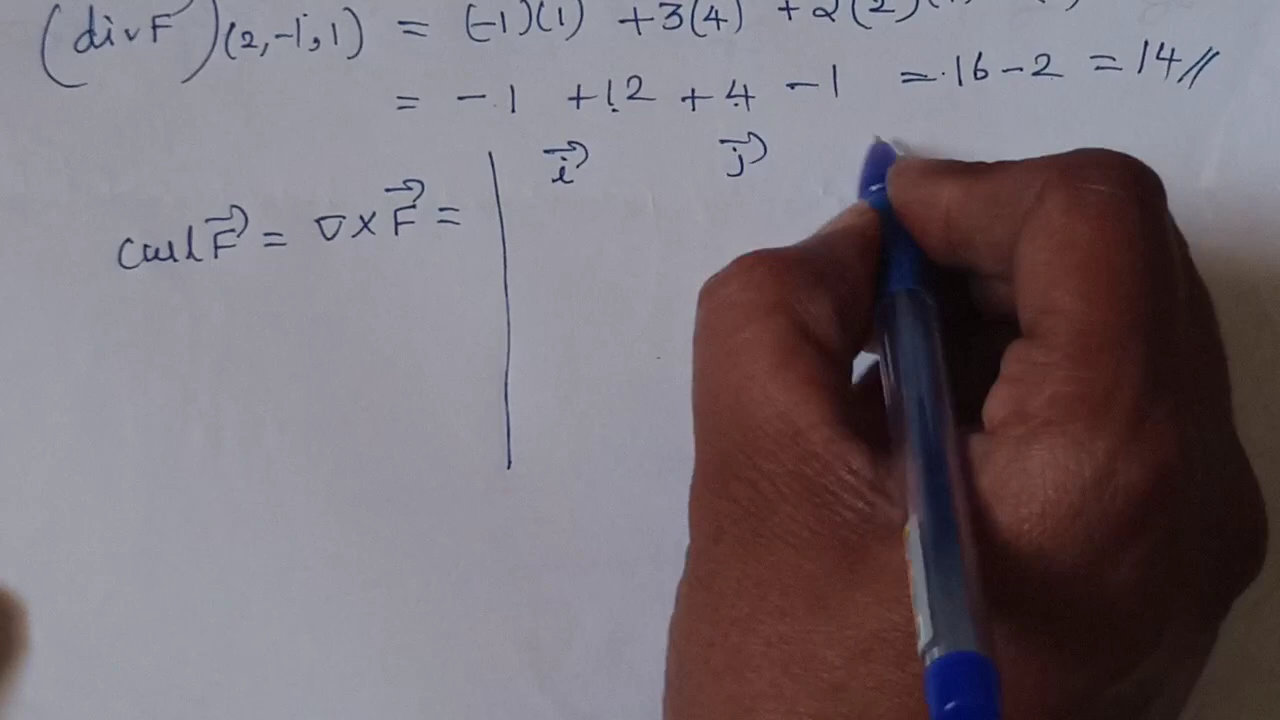 (div F)(2,-1,1) = (-1)(1) +3(4) +2(2)
= -1 +12 +4 -1 = 16-2 = 14//
i⃗ j⃗
curl F⃗ = ∇×F⃗ = |